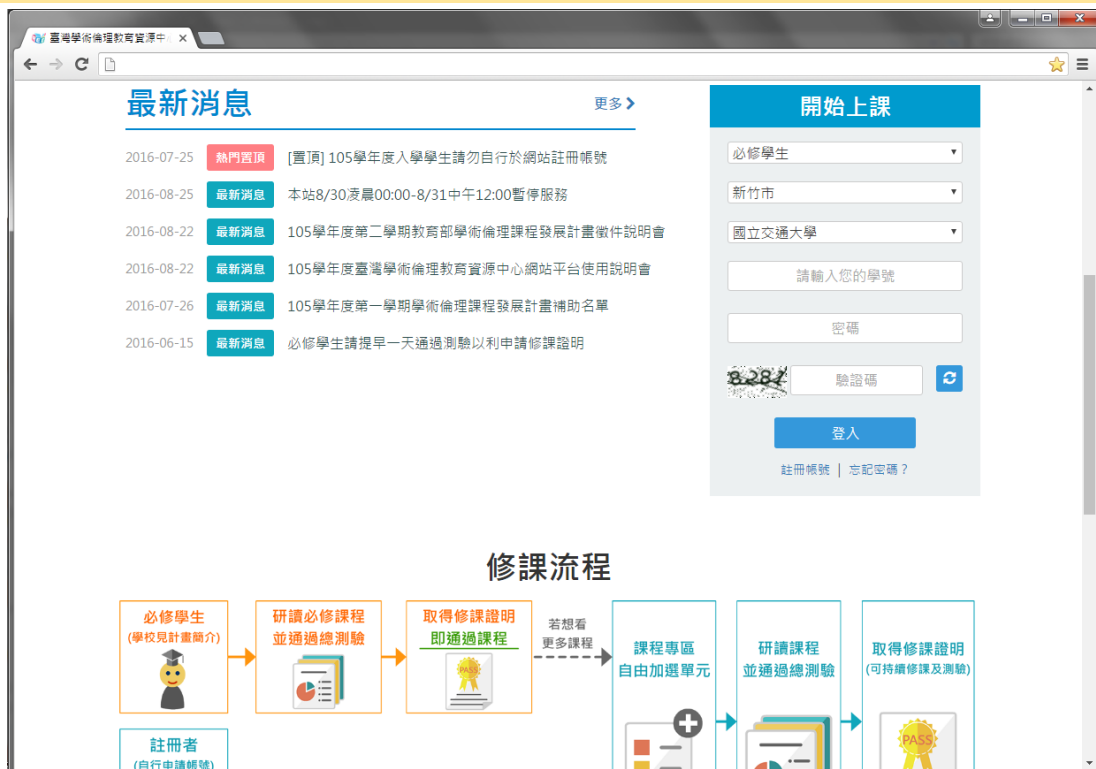 臺灣學術倫理教育資源中
最新消息
更多
2016-07-25 熱門置頂 [置頂] 105學年度入學學生請勿自行於網站註冊帳號
2016-08-25 最新消息 本站8/30凌晨00:00-8/31中午12:00暫停服務
2016-08-22 最新消息 105學年度第二學期教育部學術倫理課程發展計畫徵件說明會
2016-08-22 最新消息 105學年度臺灣學術倫理教育資源中心網站平台使用說明會
2016-07-26 最新消息 105學年度第一學期學術倫理課程發展計畫補助名單
2016-06-15 最新消息 必修學生請提早一天通過測驗以利申請修課證明
開始上課
必修學生
新竹市
國立交通大學
請輸入您的學號
密碼
8281 驗證碼
登入
註冊帳號 | 忘記密碼?
修課流程
必修學生
(學校見計畫簡介)
研讀必修課程
並通過總測驗
取得修課證明
即通過課程
PASS
若想看
更多課程
課程專區
自由加選單元
研讀課程
並通過總測驗
取得修課證明
(可持續修課及測驗)
PASS
註冊者
(自行申請帳號)